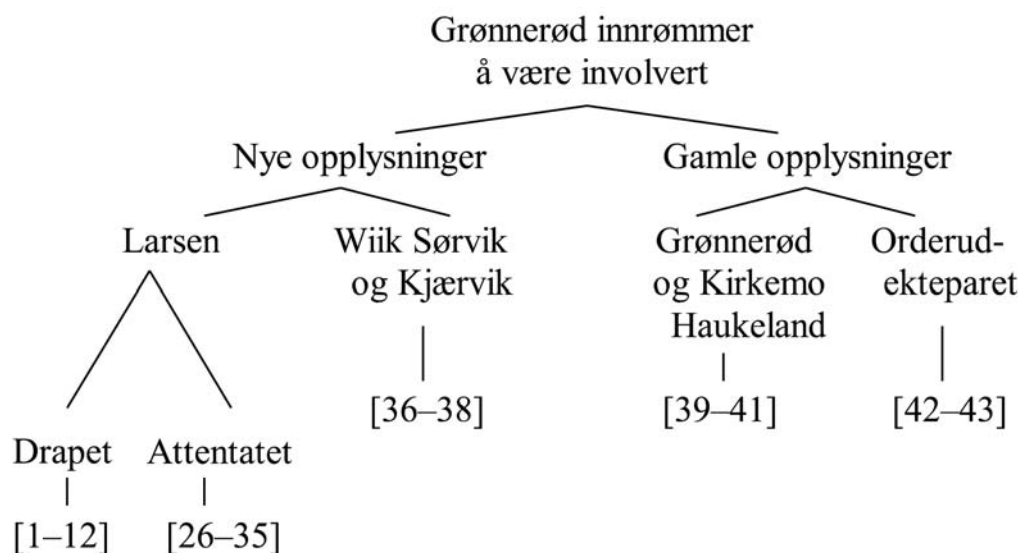 Grønnerød innrømmer
å være involvert
Nye opplysninger
Gamle opplysninger
Larsen
Wiik Sørvik
og Kjærvik
Grønnerød
og Kirkemo
Haukeland
Orderud-
ekteparet
[36–38]
[39–41]
[42–43]
Drapet
Attentatet
[1–12]
[26–35]